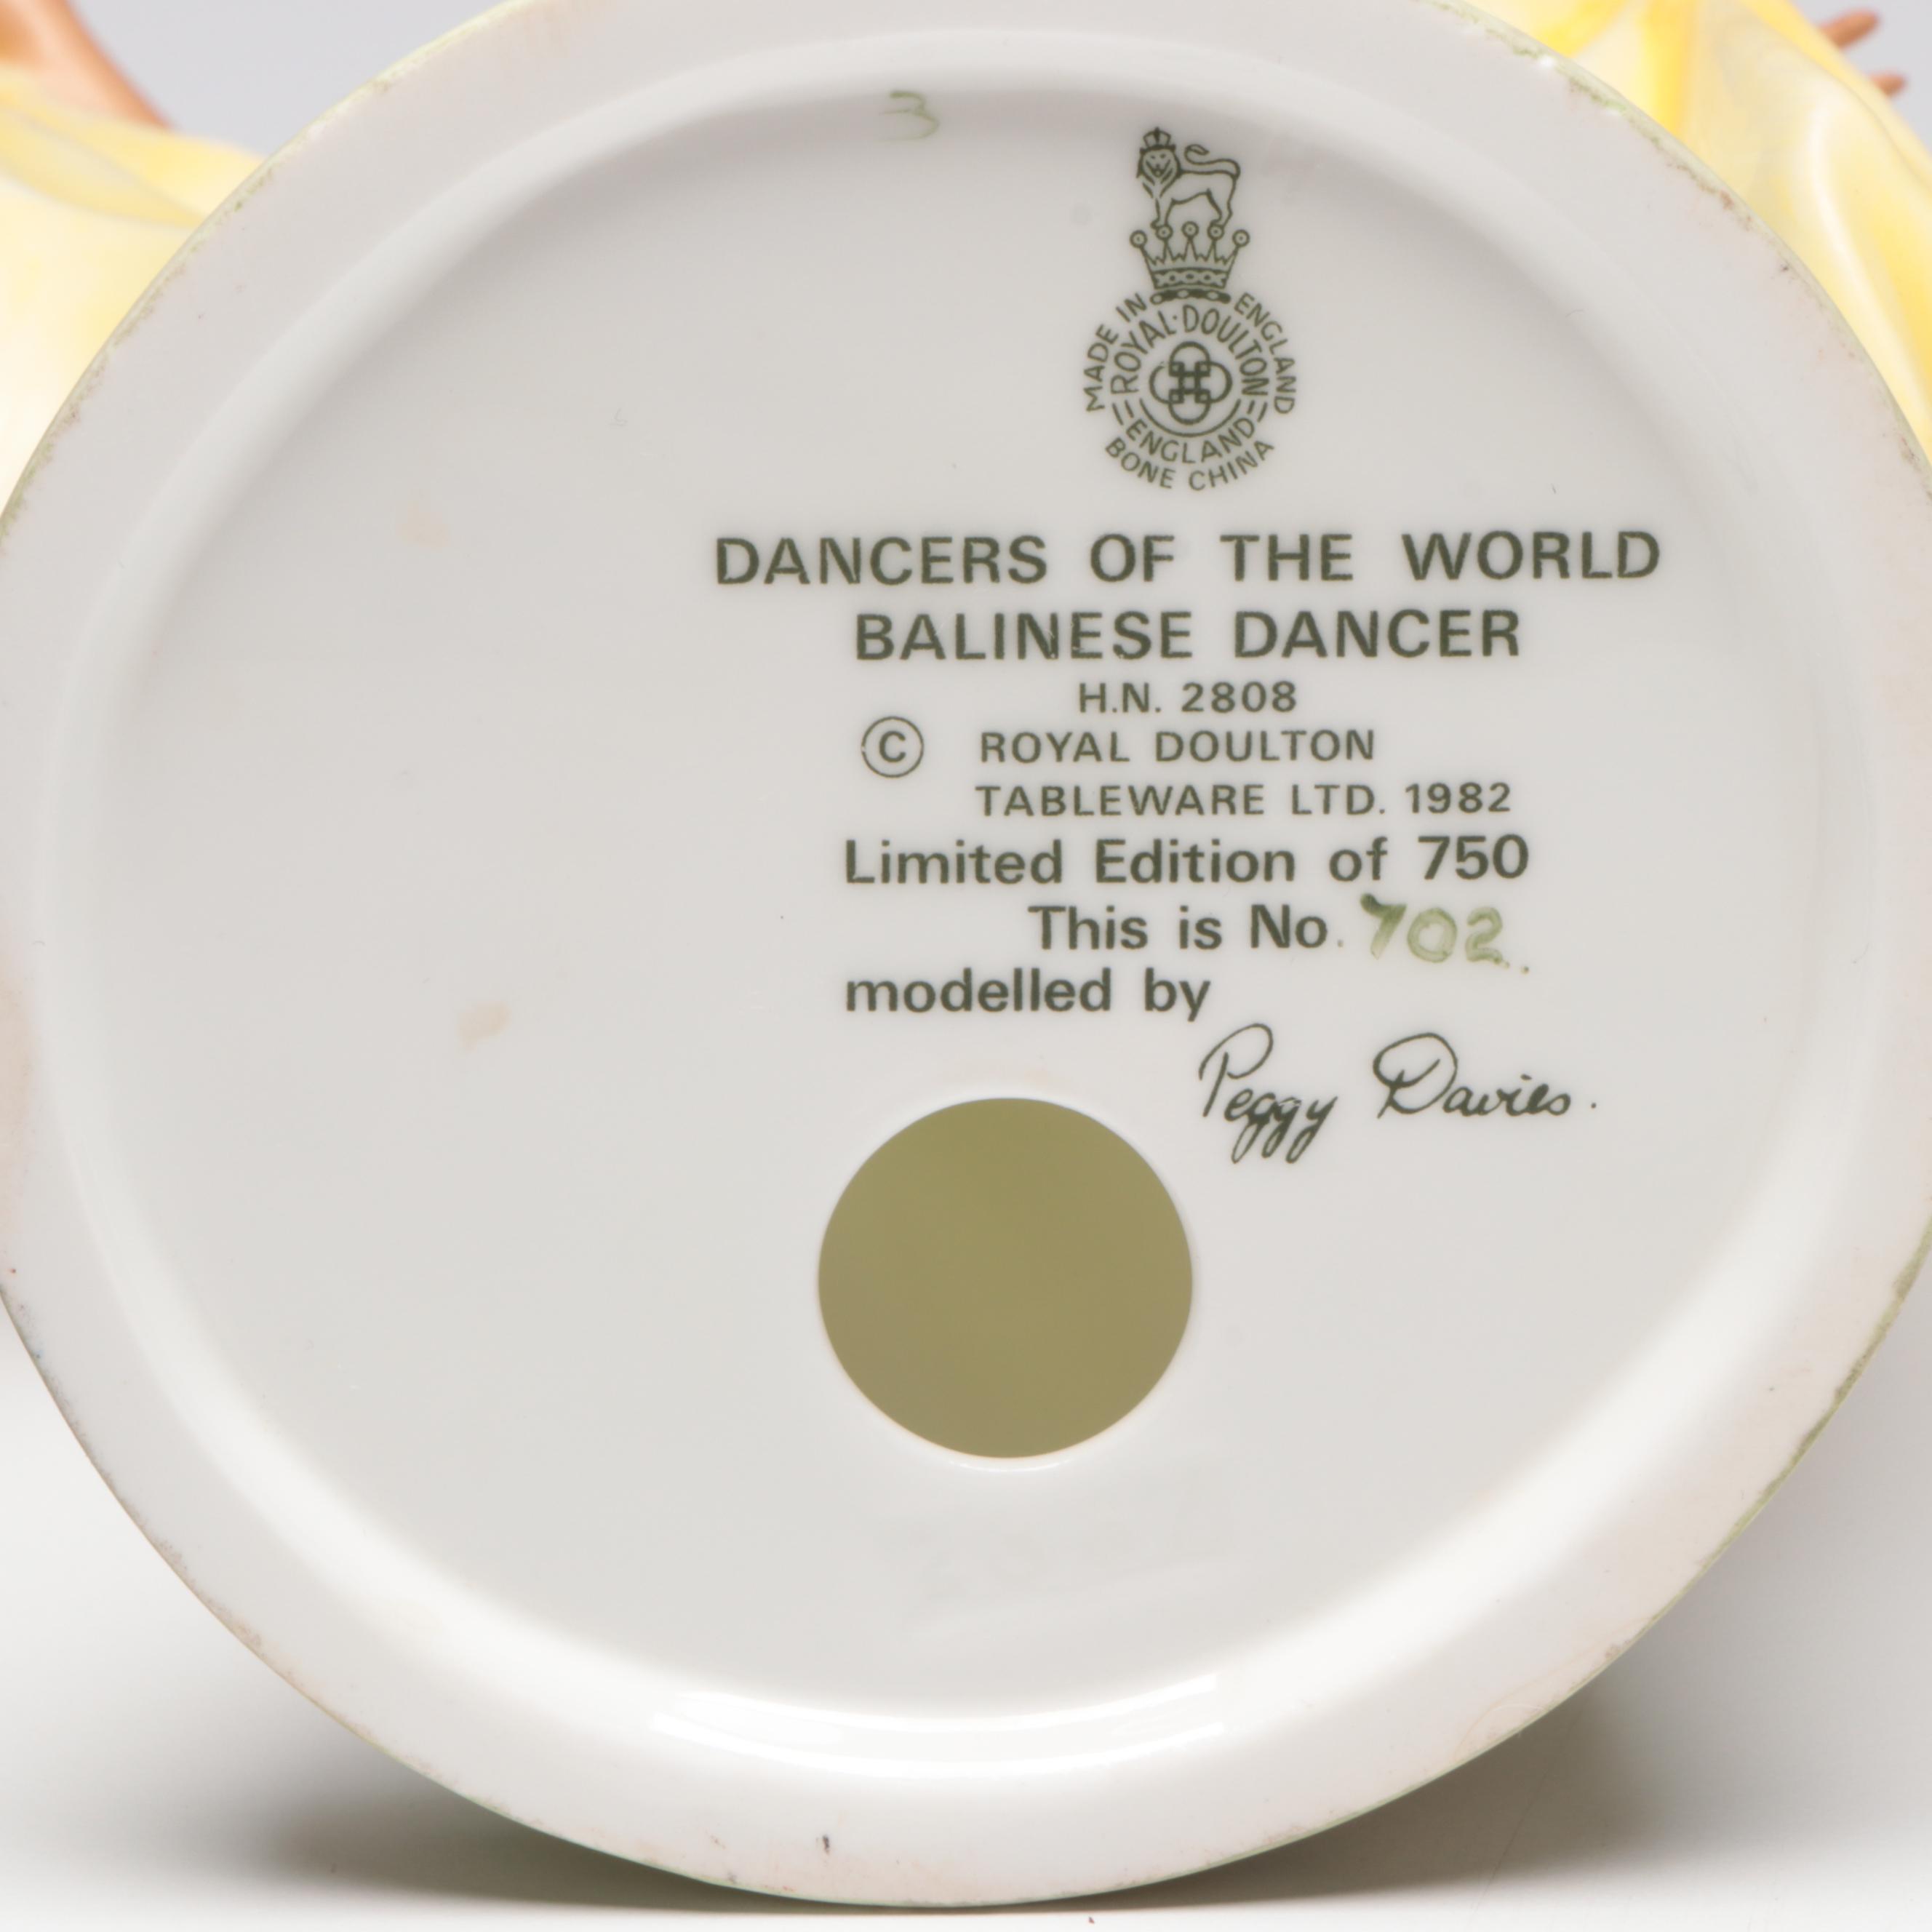 3
MADE IN ENGLAND
ROYAL·DOULTON
ENGLAND
BONE CHINA
DANCERS OF THE WORLD
BALINESE DANCER
H.N. 2808
© ROYAL DOULTON
TABLEWARE LTD. 1982
Limited Edition of 750
This is No. 702.
modelled by
Peggy Davies.